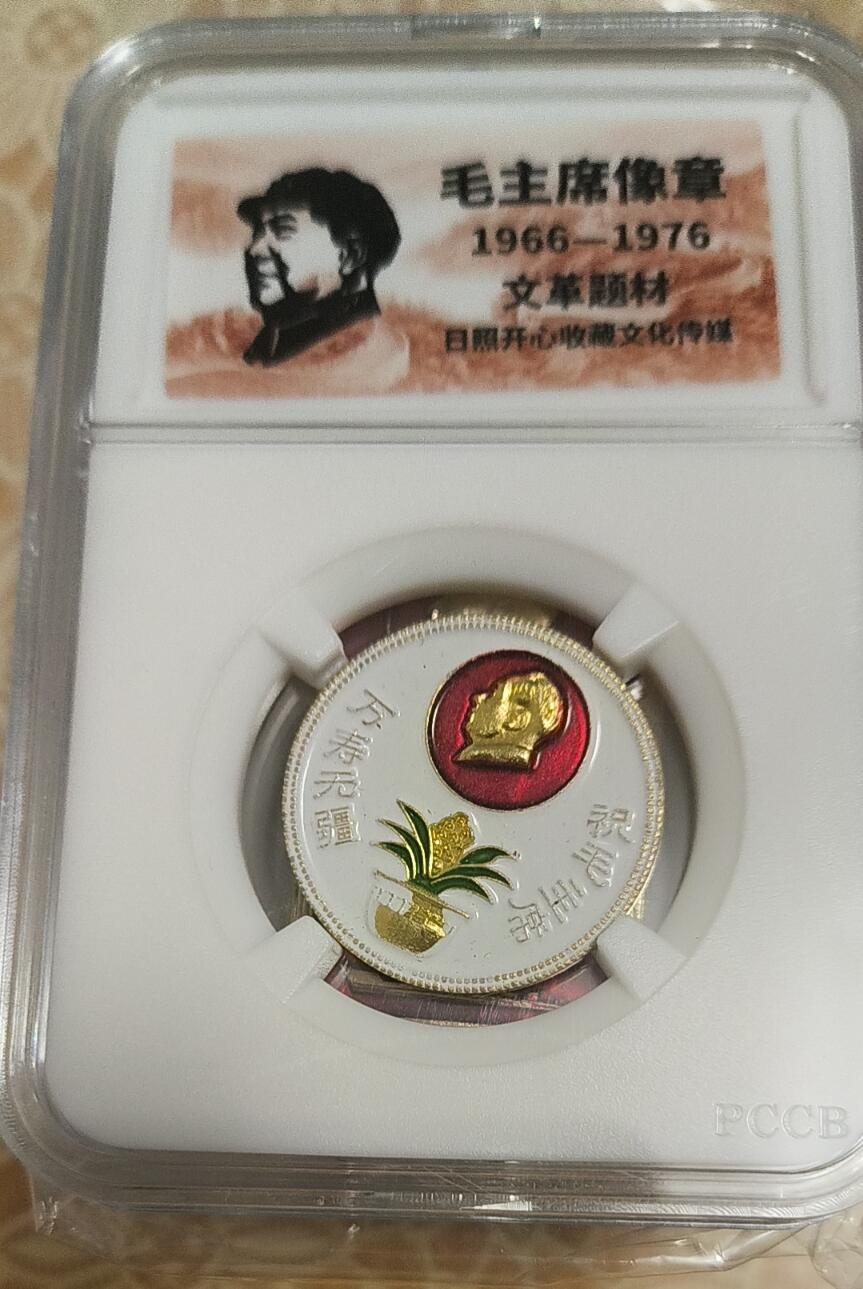 毛主席像章
1966—1976
文革题材
日照开心收藏文化传媒
万寿无疆
祝毛主席
PCCB